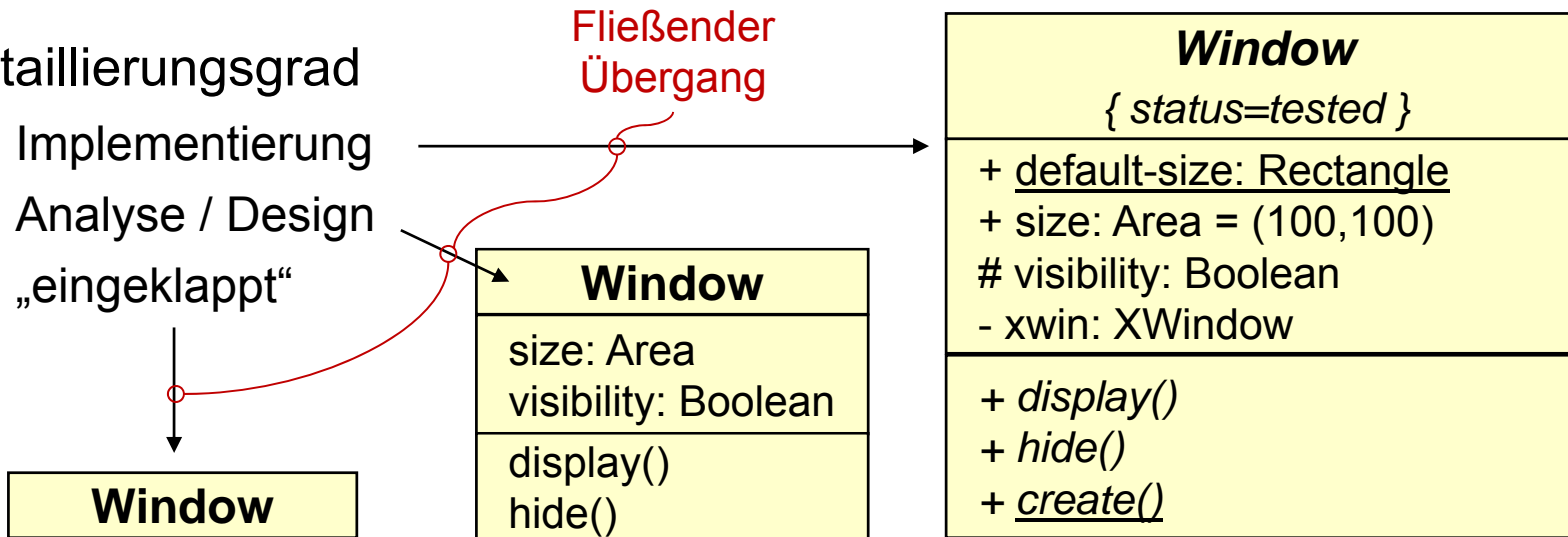 taillierungsgrad
Implementierung
Analyse / Design
„eingeklappt“
Fließender
Übergang
Window
Window
size: Area
visibility: Boolean
display()
hide()
Window
{ status=tested }
+ default-size: Rectangle
+ size: Area = (100,100)
# visibility: Boolean
- xwin: XWindow
+ display()
+ hide()
+ create()